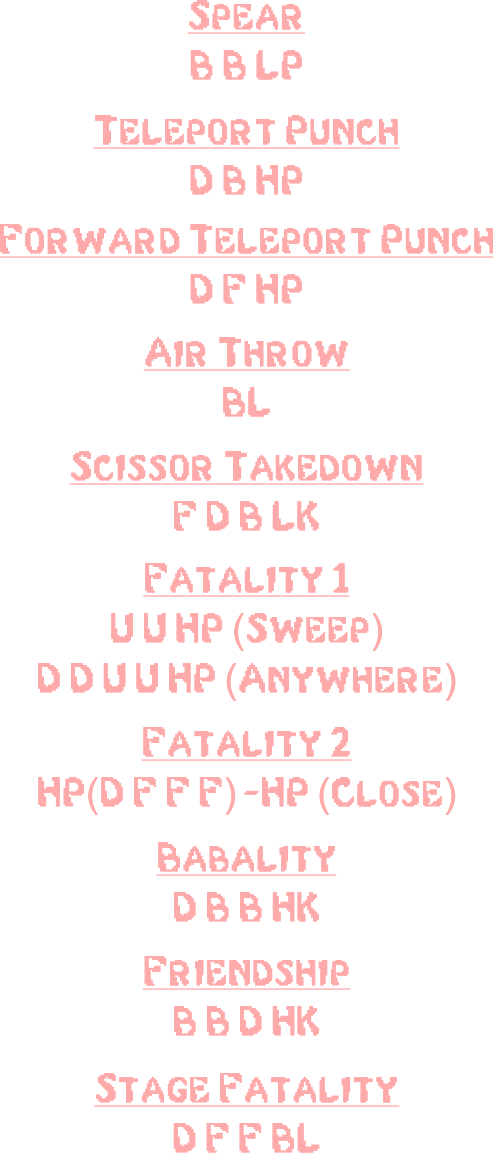 Spear
B B LP
Teleport Punch
D B HP
Forward Teleport Punch
D F HP
Air Throw
BL
Scissor Takedown
F D B LK
Fatality 1
U U HP (Sweep)
D D U U HP (Anywhere)
Fatality 2
HP(D F F F) -HP (Close)
Babality
D B B HK
Friendship
B B D HK
Stage Fatality
D F F BL